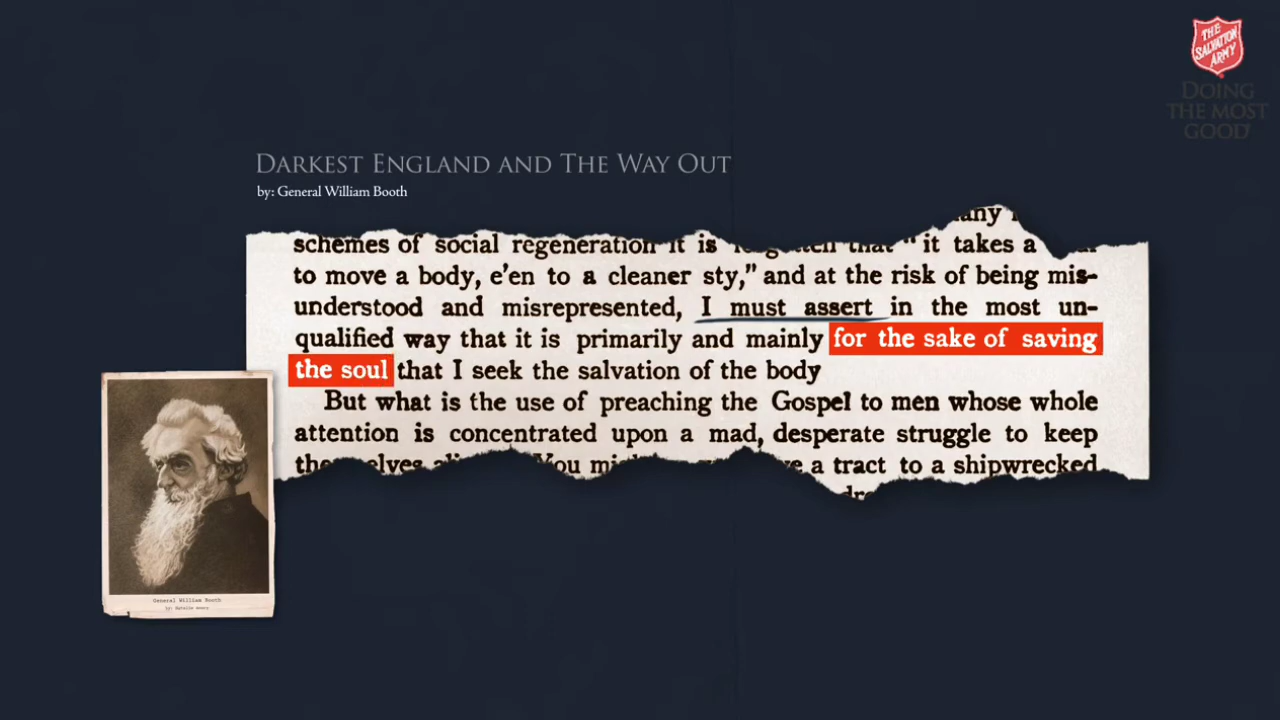 THE
SALVATION
ARMY
DOING
THE MOST
GOOD
DARKEST ENGLAND AND THE WAY OUT
by: General William Booth
schemes of social regeneration it is that “ it takes a
to move a body, e’en to a cleaner sty,” and at the risk of being mis-
understood and misrepresented, I must assert in the most un-
qualified way that it is primarily and mainly for the sake of saving
the soul that I seek the salvation of the body
But what is the use of preaching the Gospel to men whose whole
attention is concentrated upon a mad, desperate struggle to keep
You a tract to a shipwrecked
General William Booth